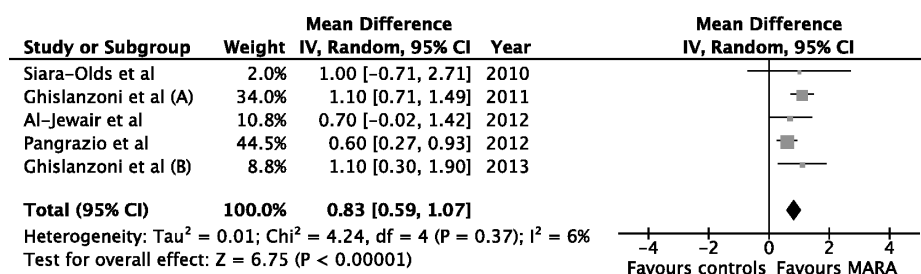 Mean Difference Mean Difference
Study or Subgroup Weight IV, Random, 95% CI Year IV, Random, 95% CI
Siara-Olds et al 2.0% 1.00 [-0.71, 2.71] 2010
Ghislanzoni et al (A) 34.0% 1.10 [0.71, 1.49] 2011
Al-Jewair et al 10.8% 0.70 [-0.02, 1.42] 2012
Pangrazio et al 44.5% 0.60 [0.27, 0.93] 2012
Ghislanzoni et al (B) 8.8% 1.10 [0.30, 1.90] 2013
Total (95% CI) 100.0% 0.83 [0.59, 1.07]
Heterogeneity: Tau² = 0.01; Chi² = 4.24, df = 4 (P = 0.37); I² = 6%
Test for overall effect: Z = 6.75 (P < 0.00001)
-4 -2 0 2 4
Favours controls Favours MARA